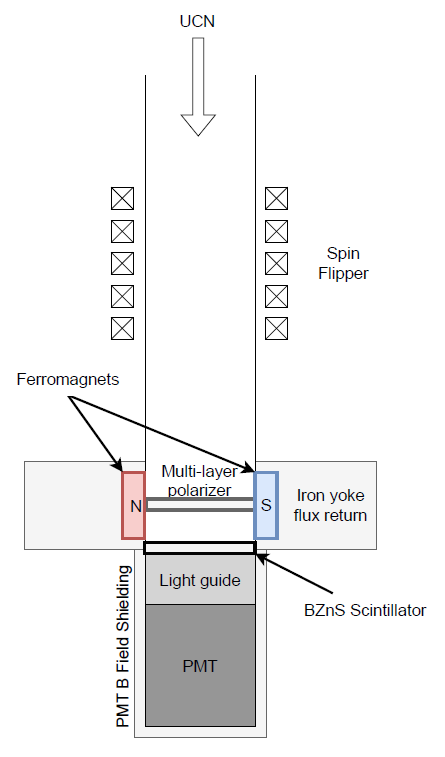 UCN
Spin
Flipper
Ferromagnets
Multi-layer
polarizer
N
S
Iron yoke
flux return
Light guide
BZnS Scintillator
PMT B Field Shielding
PMT